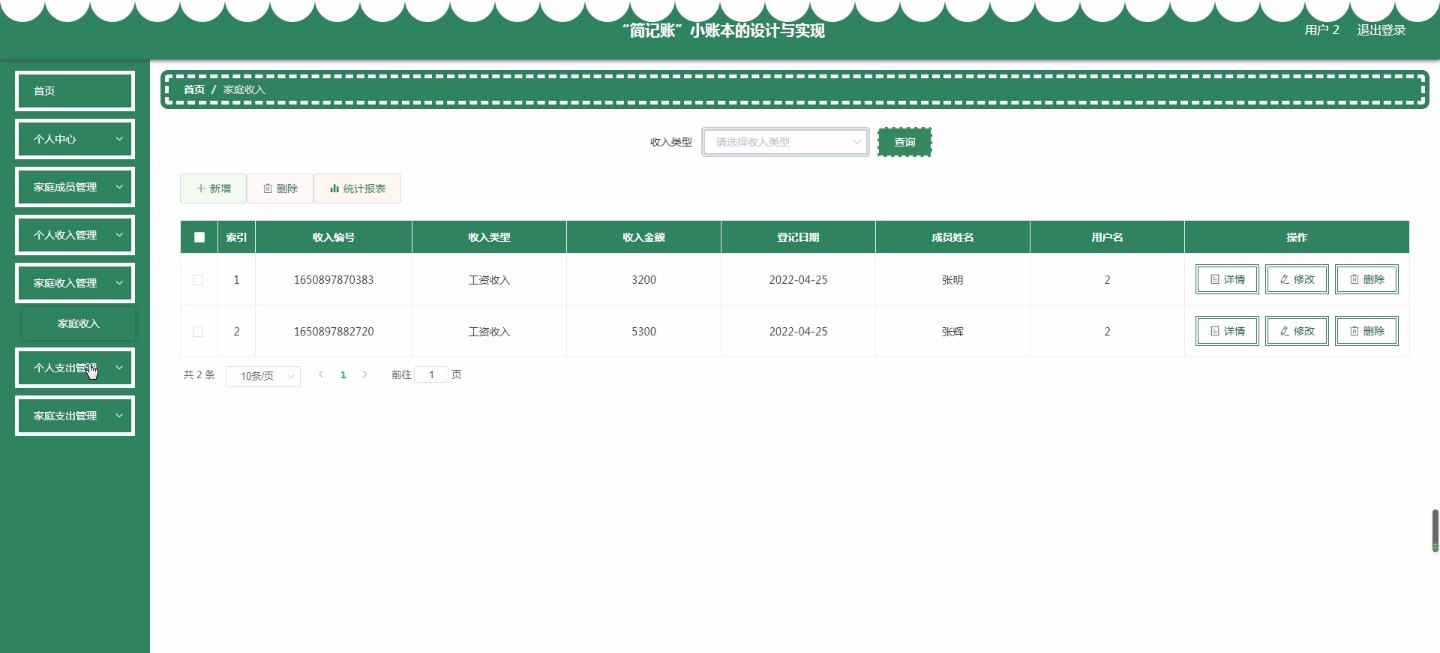 “简记账”小账本的设计与实现
用户 2 退出登录
首页
个人中心
家庭成员管理
个人收入管理
家庭收入管理
家庭收入
个人支出管理
家庭支出管理
首页 / 家庭收入
收入类型 请选择收入类型 查询
新增 删除 统计报表
索引 收入编号 收入类型 收入金额 登记日期 成员姓名 用户名 操作
1 1650897870383 工资收入 3200 2022-04-25 张明 2 详情 修改 删除
2 1650897882720 工资收入 5300 2022-04-25 张辉 2 详情 修改 删除
共 2 条 10条/页 1 前往 1 页